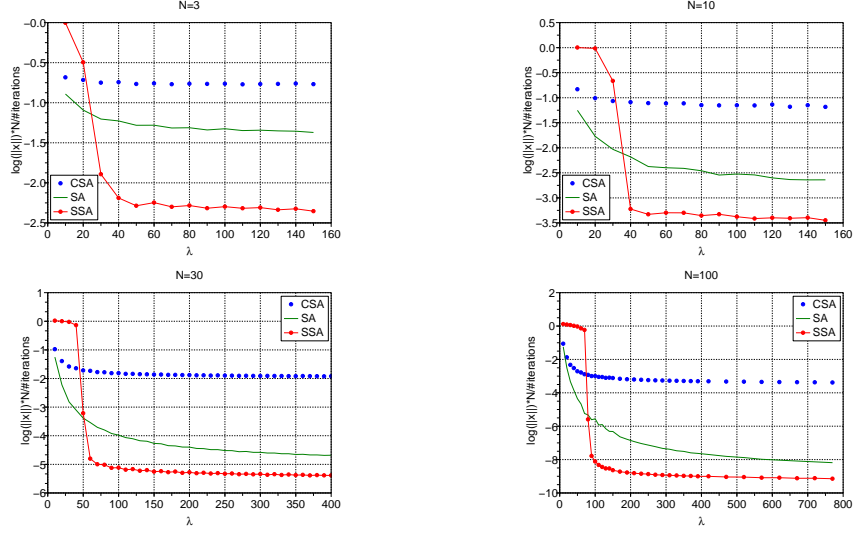 N=3
−0.0
−0.5
−1.0
−1.5
−2.0
−2.5
log(||x||)*N/#iterations
CSA
SA
SSA
0 20 40 60 80 100 120 140 160
λ
N=10
0.5
0.0
−0.5
−1.0
−1.5
−2.0
−2.5
−3.0
−3.5
log(||x||)*N/#iterations
CSA
SA
SSA
0 20 40 60 80 100 120 140 160
λ
N=30
1
0
−1
−2
−3
−4
−5
−6
log(||x||)*N/#iterations
CSA
SA
SSA
0 50 100 150 200 250 300 350 400
λ
N=100
2
0
−2
−4
−6
−8
−10
log(||x||)*N/#iterations
CSA
SA
SSA
0 100 200 300 400 500 600 700 800
λ